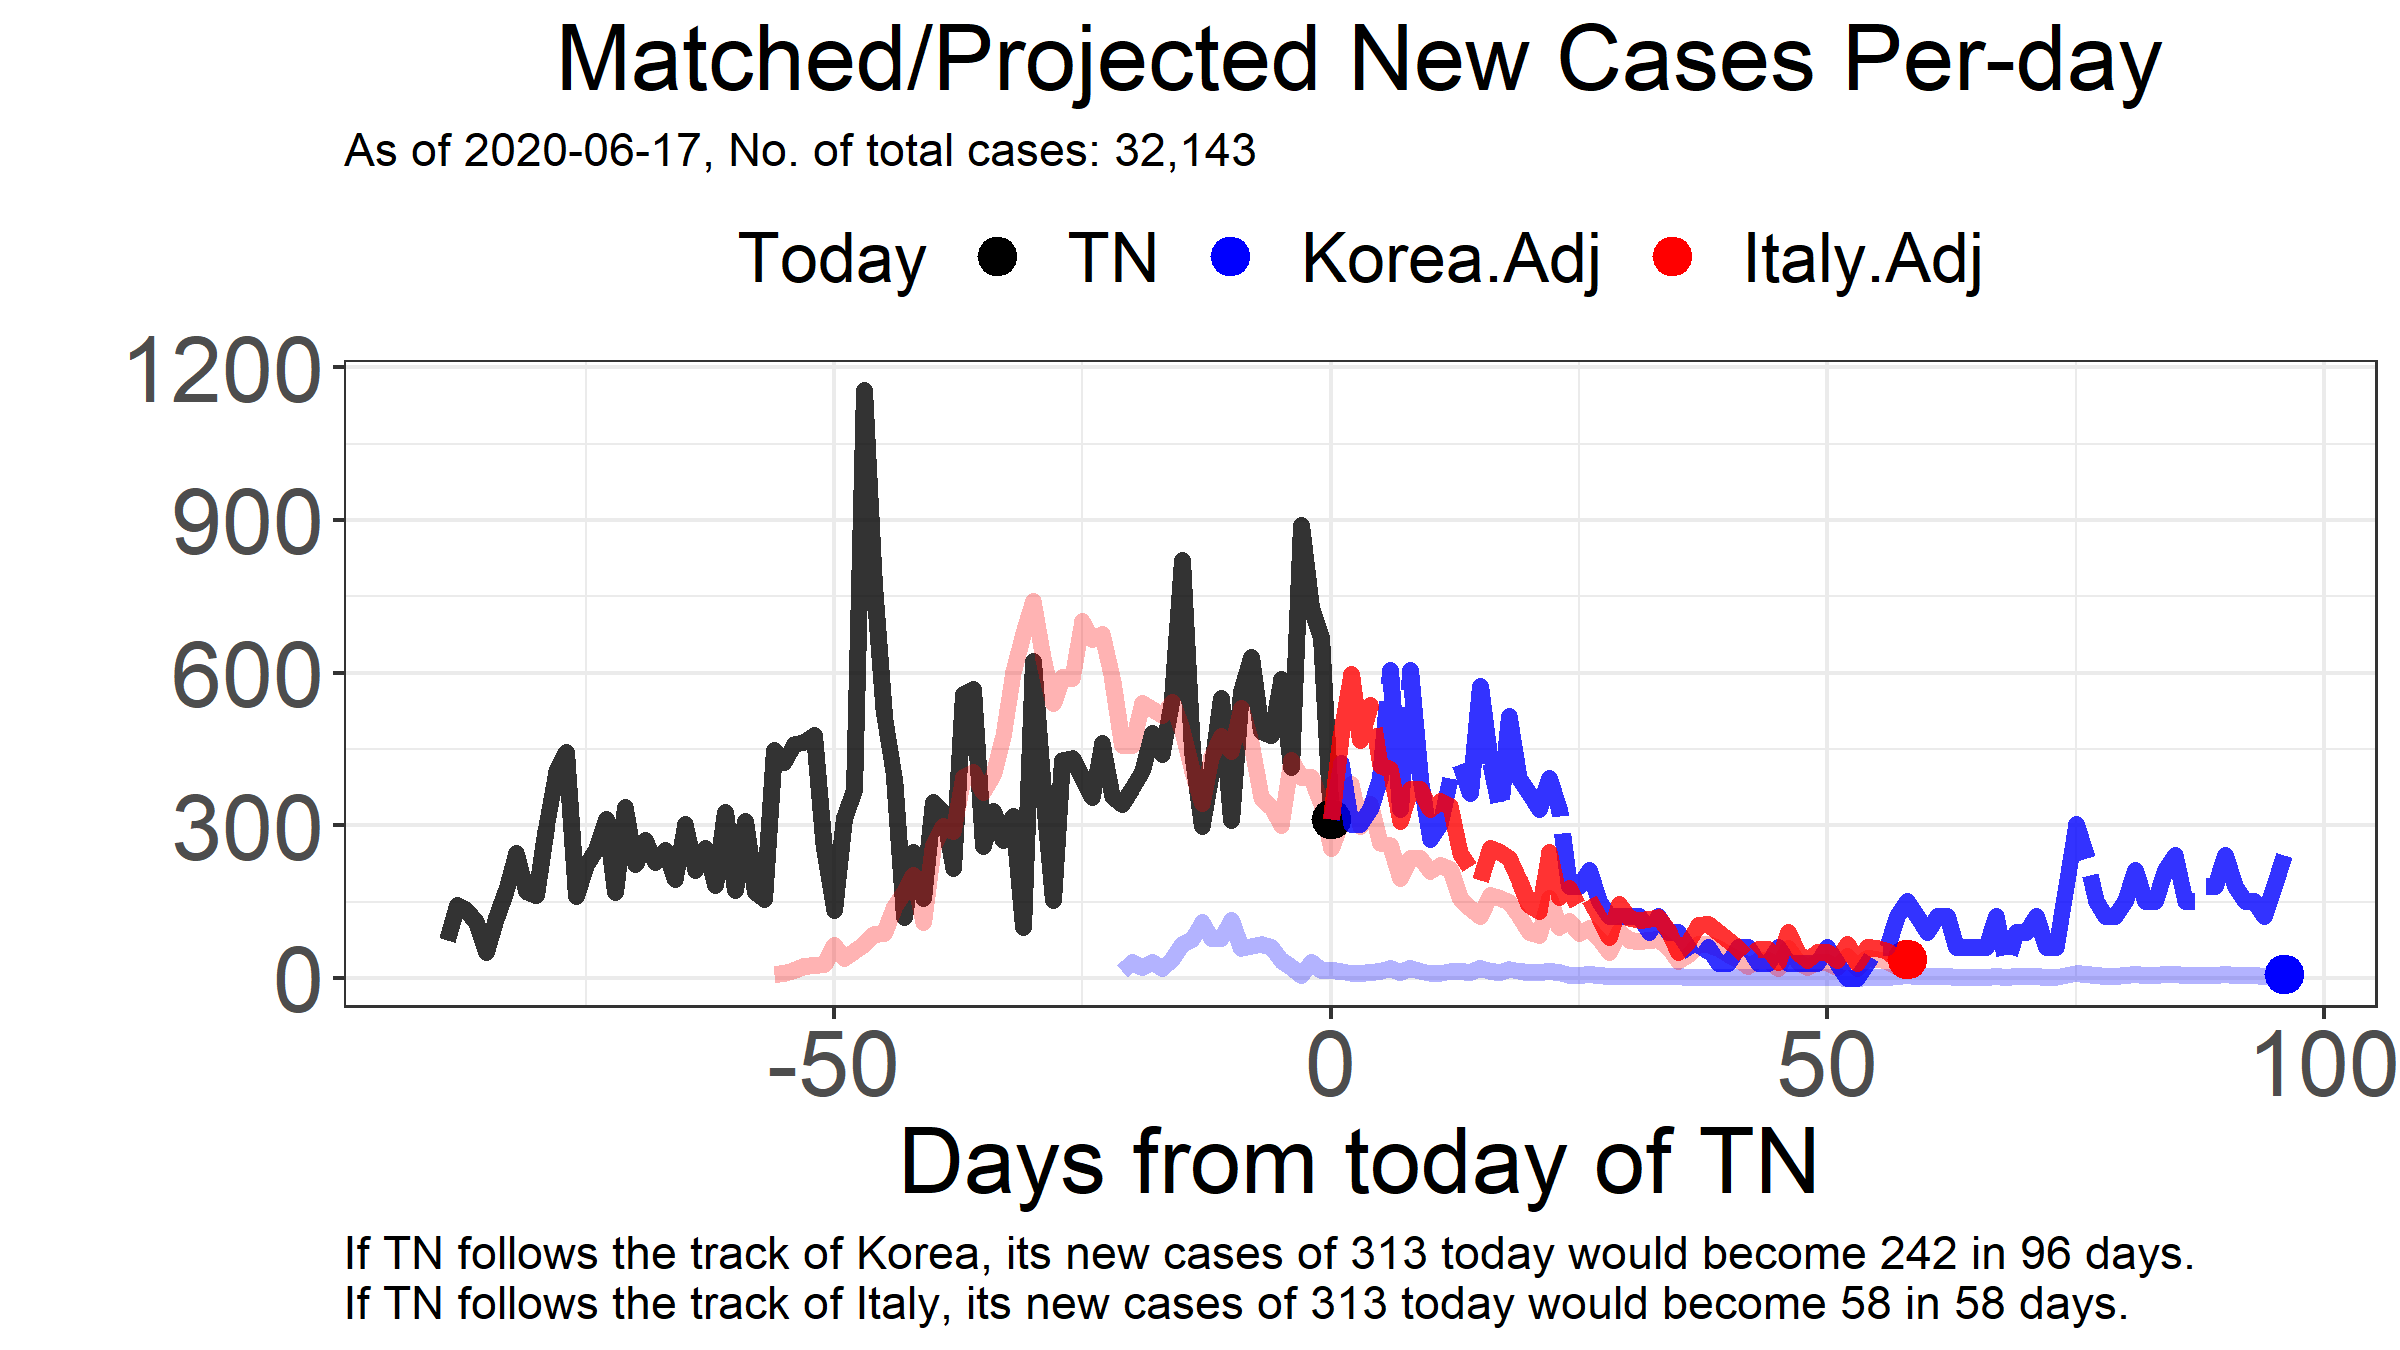 Matched/Projected New Cases Per-day
As of 2020-06-17, No. of total cases: 32,143
Today TN Korea.Adj Italy.Adj
1200
900
600
300
0
-50 0 50 100
Days from today of TN
If TN follows the track of Korea, its new cases of 313 today would become 242 in 96 days.
If TN follows the track of Italy, its new cases of 313 today would become 58 in 58 days.